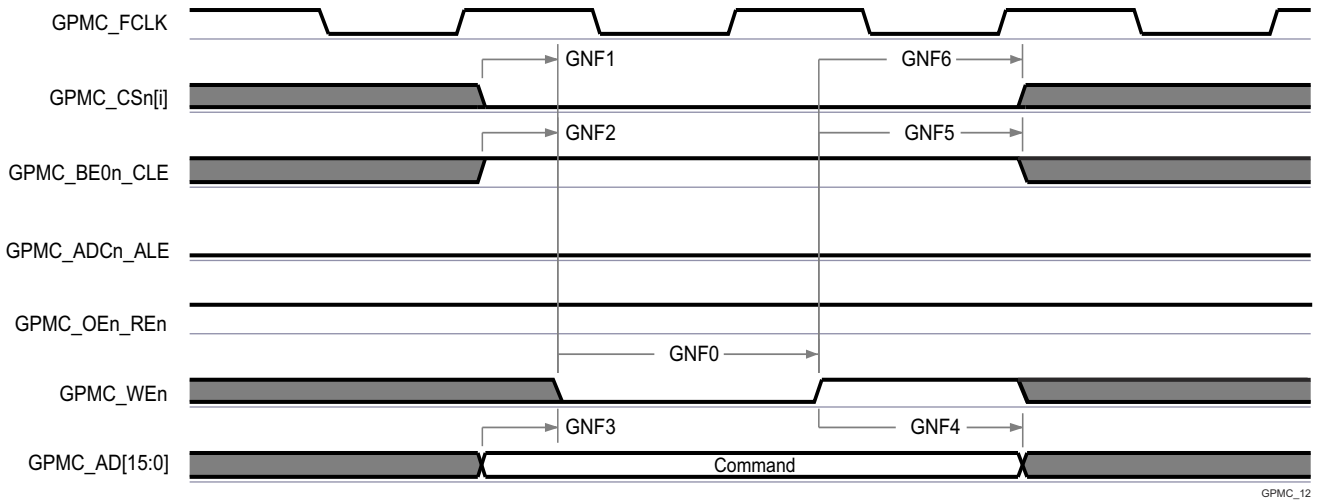 GPMC_FCLK
GNF1
GNF6
GPMC_CSn[i]
GNF2
GNF5
GPMC_BE0n_CLE
GPMC_ADCn_ALE
GPMC_OEn_REn
GNF0
GPMC_WEn
GNF3
GNF4
GPMC_AD[15:0]
Command
GPMC_12